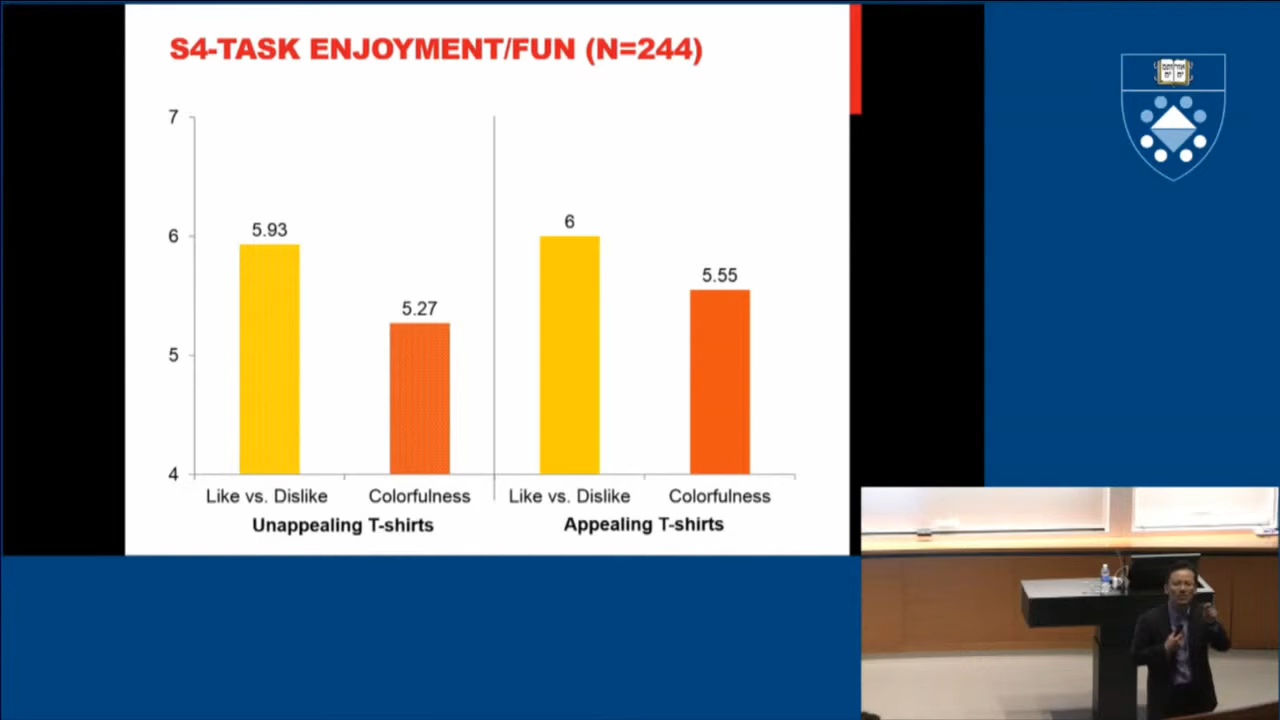 S4-TASK ENJOYMENT/FUN (N=244)
7
6
5
4
5.93
5.27
6
5.55
Like vs. Dislike
Colorfulness
Like vs. Dislike
Colorfulness
Unappealing T-shirts
Appealing T-shirts